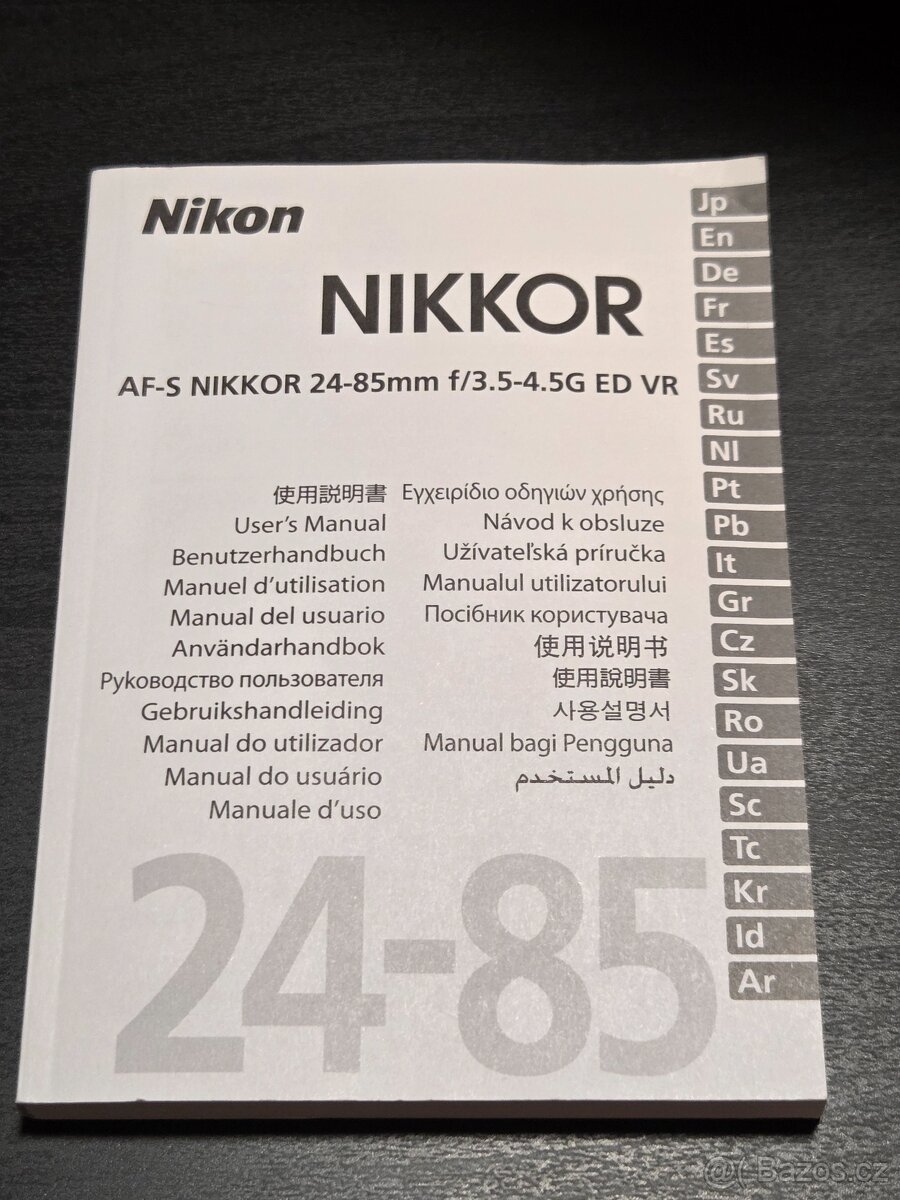 Nikon
NIKKOR
AF-S NIKKOR 24-85mm f/3.5-4.5G ED VR
使用説明書
User's Manual
Benutzerhandbuch
Manuel d'utilisation
Manual del usuario
Användarhandbok
Руководство пользователя
Gebruikshandleiding
Manual do utilizador
Manual do usuário
Manuale d'uso
Εγχειρίδιο οδηγιών χρήσης
Návod k obsluze
Užívateľská príručka
Manualul utilizatorului
Посібник користувача
使用说明书
使用說明書
사용설명서
Manual bagi Pengguna
دليل المستخدم
24-85
Jp
En
De
Fr
Es
Sv
Ru
Nl
Pt
Pb
It
Gr
Cz
Sk
Ro
Ua
Sc
Tc
Kr
Id
Ar
@( Bazos.cz